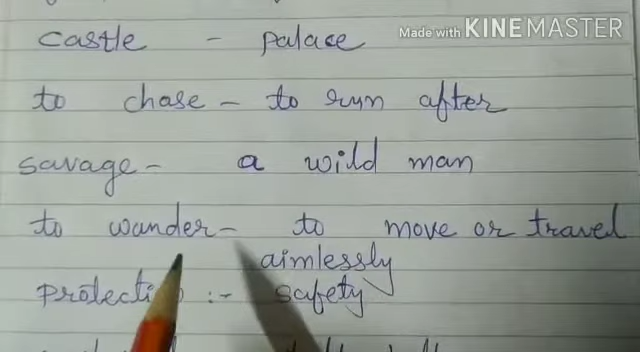 Made with KINEMASTER
castle - palace
to chase - to run after
savage - a wild man
to wander - to move or travel
aimlessly
:- safety